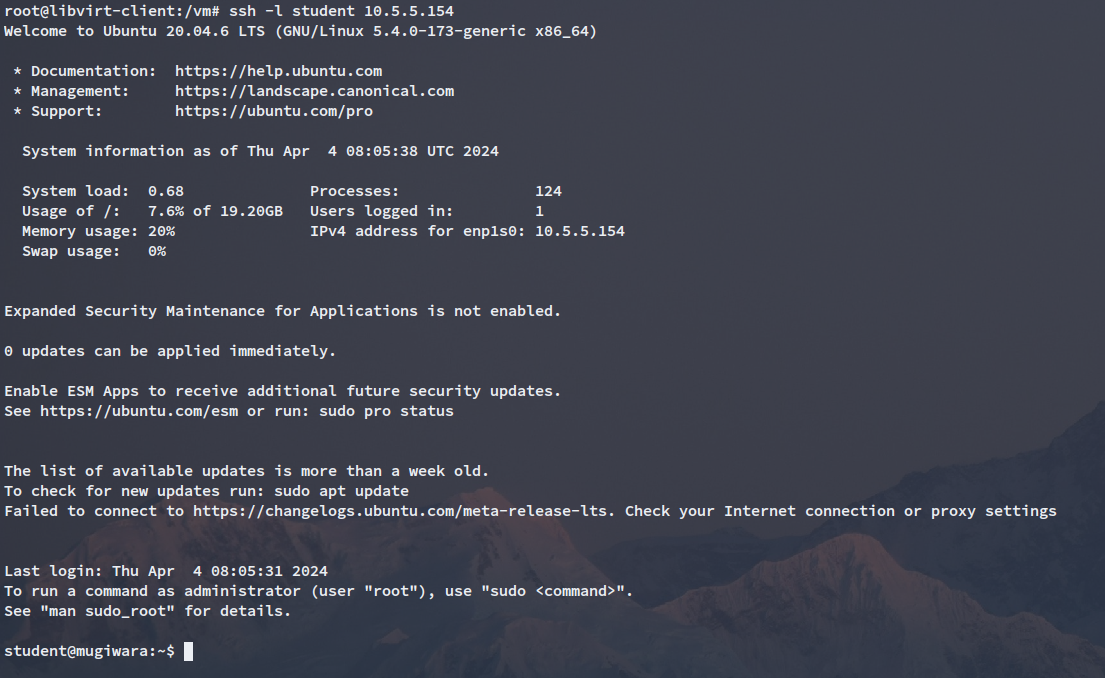 root@libvirt-client:/vm# ssh -l student 10.5.5.154
Welcome to Ubuntu 20.04.6 LTS (GNU/Linux 5.4.0-173-generic x86_64)

 * Documentation:  https://help.ubuntu.com
 * Management:     https://landscape.canonical.com
 * Support:        https://ubuntu.com/pro

  System information as of Thu Apr  4 08:05:38 UTC 2024

  System load:  0.68              Processes:               124
  Usage of /:   7.6% of 19.20GB   Users logged in:         1
  Memory usage: 20%               IPv4 address for enp1s0: 10.5.5.154
  Swap usage:   0%

Expanded Security Maintenance for Applications is not enabled.

0 updates can be applied immediately.

Enable ESM Apps to receive additional future security updates.
See https://ubuntu.com/esm or run: sudo pro status

The list of available updates is more than a week old.
To check for new updates run: sudo apt update
Failed to connect to https://changelogs.ubuntu.com/meta-release-lts. Check your Internet connection or proxy settings

Last login: Thu Apr  4 08:05:31 2024
To run a command as administrator (user "root"), use "sudo <command>".
See "man sudo_root" for details.

student@mugiwara:~$